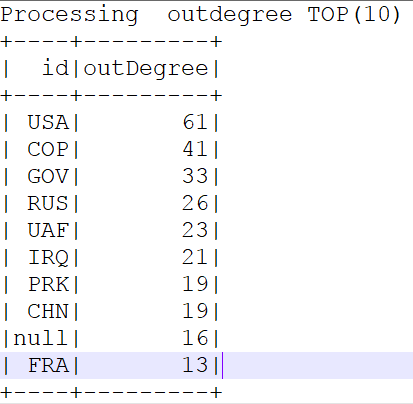 Processing  outdegree TOP(10)
+----+---------+
|  id|outDegree|
+----+---------+
| USA|       61|
| COP|       41|
| GOV|       33|
| RUS|       26|
| UAF|       23|
| IRQ|       21|
| PRK|       19|
| CHN|       19|
|null|       16|
| FRA|       13|
+----+---------+